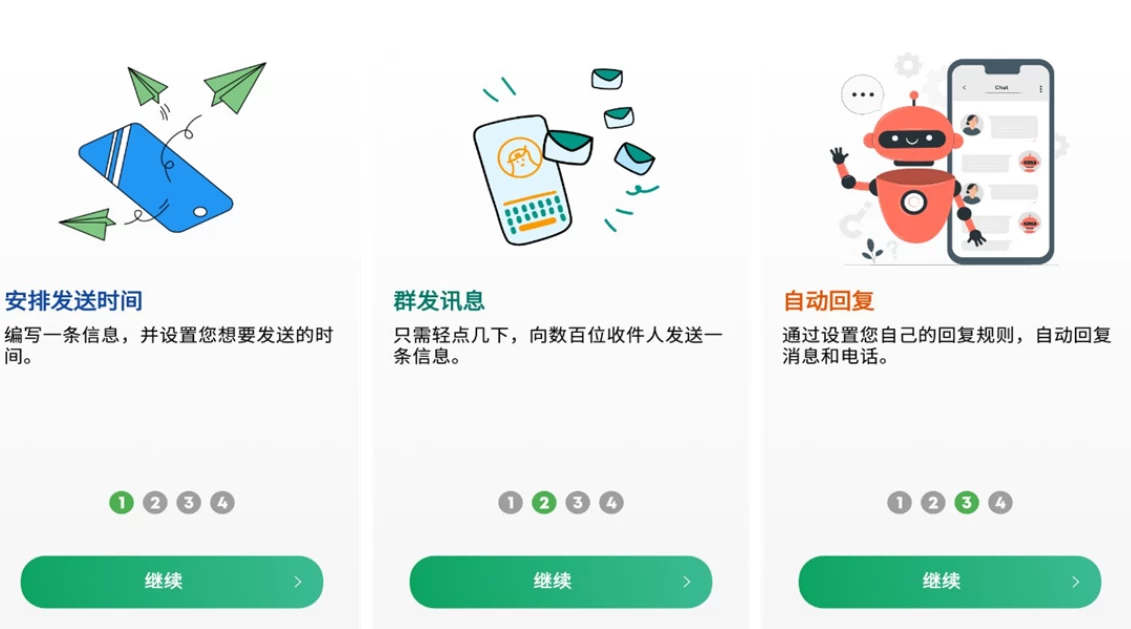 安排发送时间
编写一条信息，并设置您想要发送的时
间。
1 2 3 4
继续
群发讯息
只需轻点几下，向数百位收件人发送一
条信息。
1 2 3 4
继续
Chat
自动回复
通过设置您自己的回复规则，自动回复
消息和电话。
1 2 3 4
继续